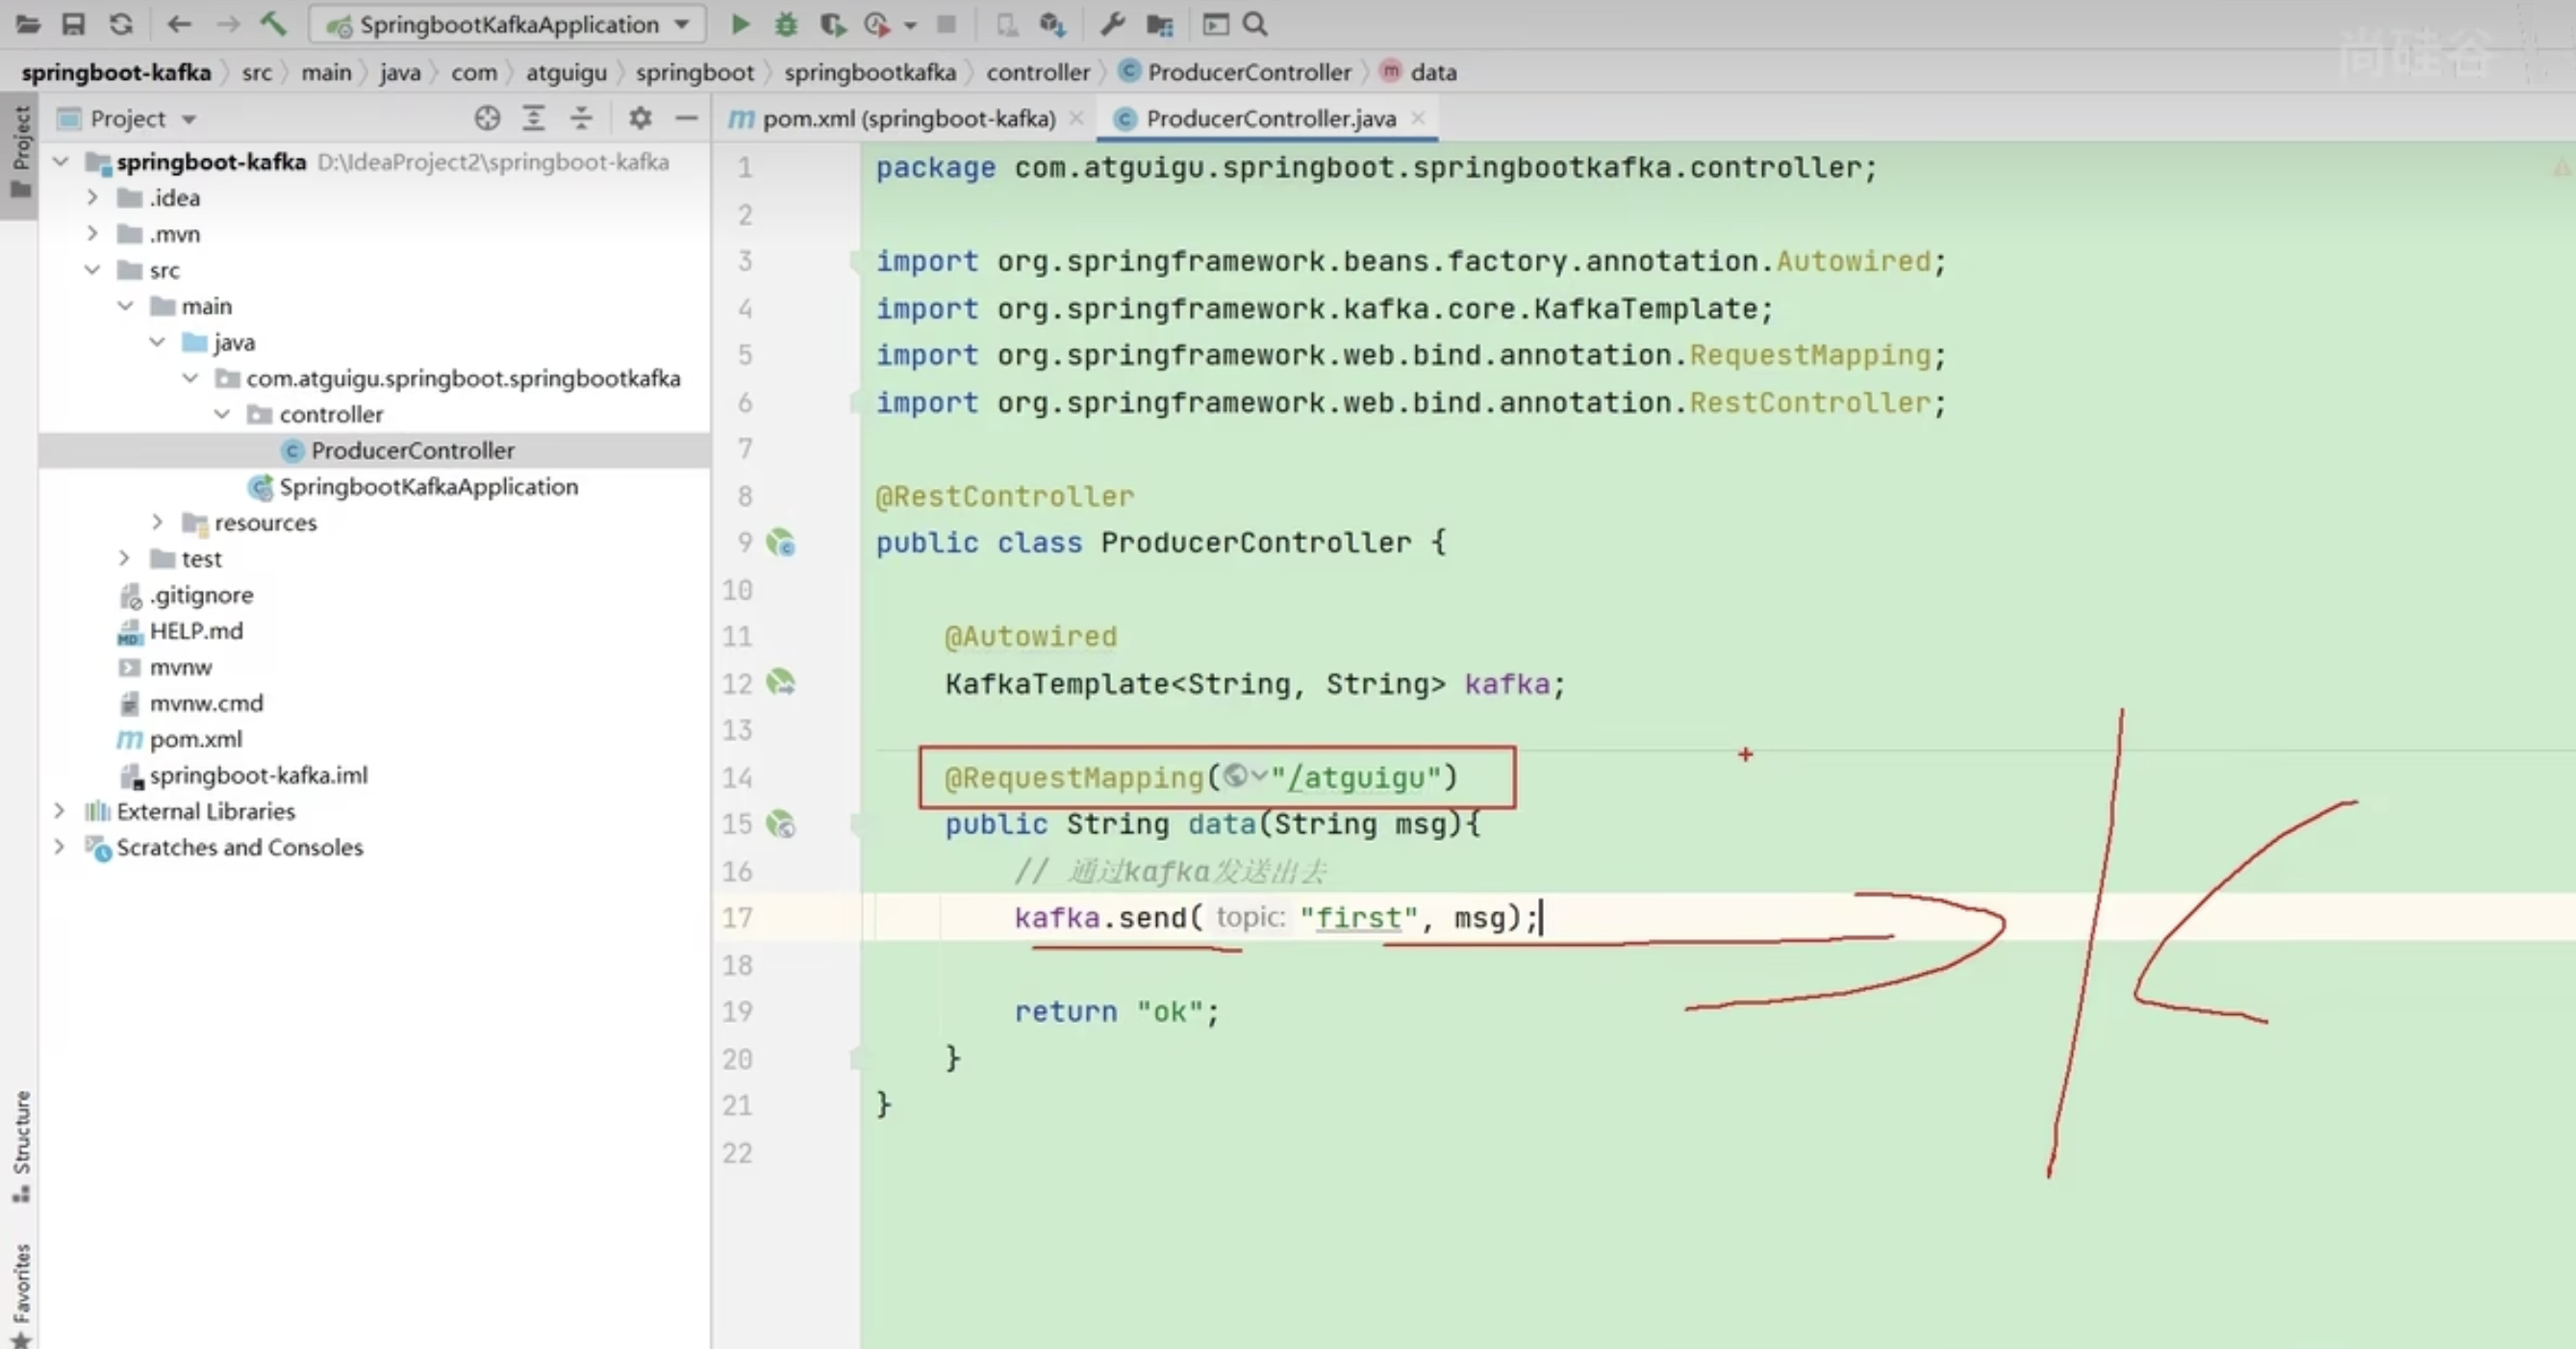 SpringbootKafkaApplication
尚硅谷
springboot-kafka src main java com atguigu springboot springbootkafka controller ProducerController data
Project
Project
springboot-kafka D:\IdeaProject2\springboot-kafka
.idea
.mvn
src
main
java
com.atguigu.springboot.springbootkafka
controller
ProducerController
SpringbootKafkaApplication
resources
test
.gitignore
HELP.md
mvnw
mvnw.cmd
pom.xml
springboot-kafka.iml
External Libraries
Scratches and Consoles
Structure
Favorites
pom.xml (springboot-kafka) ProducerController.java
1 package com.atguigu.springboot.springbootkafka.controller;
2
3 import org.springframework.beans.factory.annotation.Autowired;
4 import org.springframework.kafka.core.KafkaTemplate;
5 import org.springframework.web.bind.annotation.RequestMapping;
6 import org.springframework.web.bind.annotation.RestController;
7
8 @RestController
9 public class ProducerController {
10
11 @Autowired
12 KafkaTemplate<String, String> kafka;
13
14 @RequestMapping("/atguigu")
15 public String data(String msg){
16 // 通过kafka发送出去
17 kafka.send( topic: "first", msg);
18
19 return "ok";
20 }
21 }
22